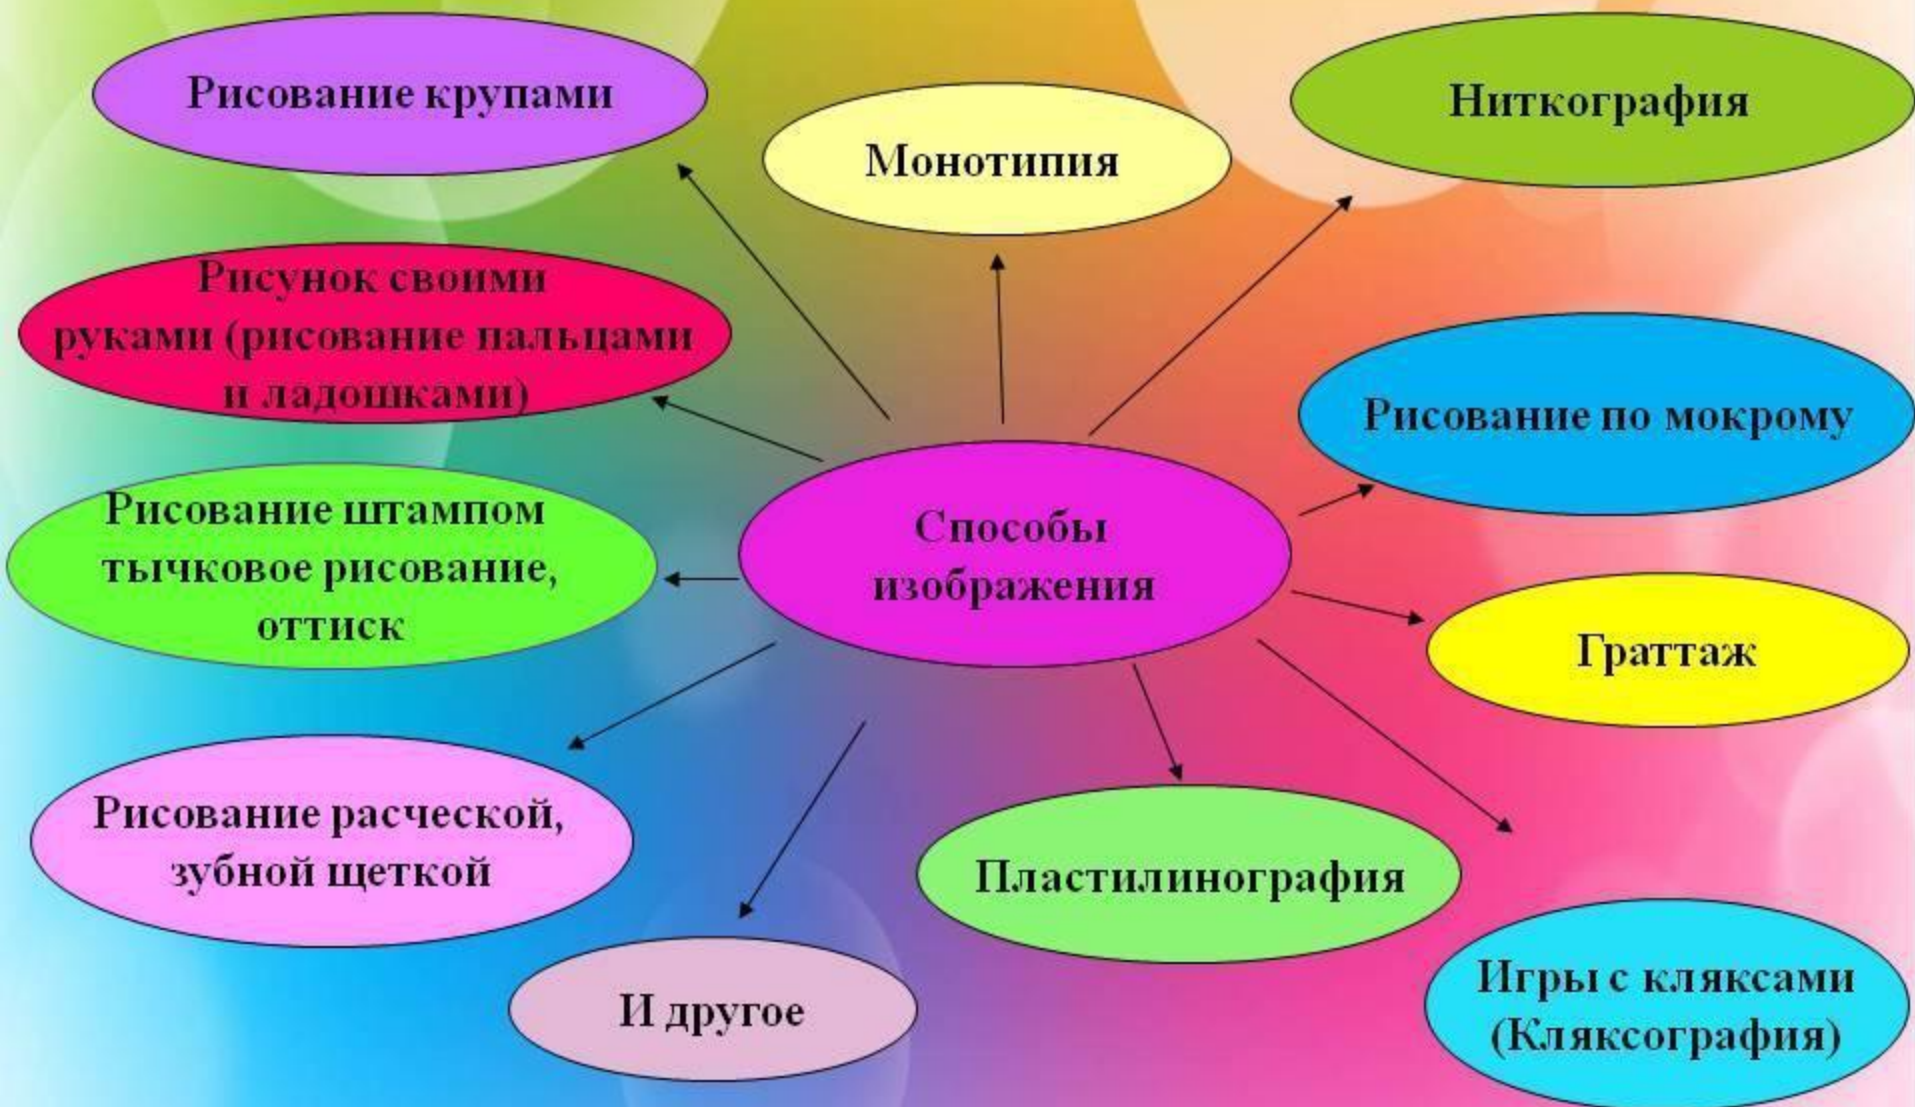 Рисование крупами
Монотипия
Ниткография
Рисунок своими
руками (рисование пальцами
и ладошками)
Рисование по мокрому
Рисование штампом
тычковое рисование,
оттиск
Способы
изображения
Граттаж
Рисование расческой,
зубной щеткой
Пластилинография
И другое
Игры с кляксами
(Кляксография)